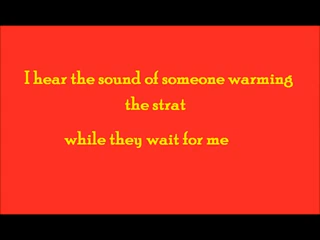 I hear the sound of someone warming
the strat
while they wait for me